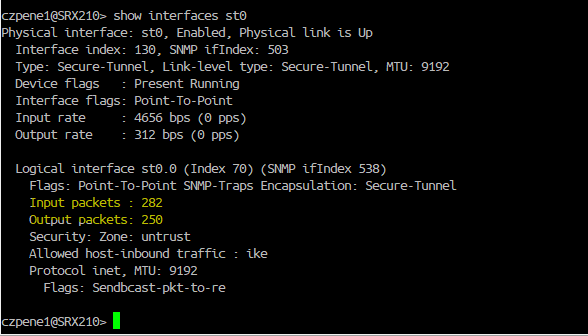 czpene1@SRX210> show interfaces st0
Physical interface: st0, Enabled, Physical link is Up
  Interface index: 130, SNMP ifIndex: 503
  Type: Secure-Tunnel, Link-level type: Secure-Tunnel, MTU: 9192
  Device flags   : Present Running
  Interface flags: Point-To-Point
  Input rate     : 4656 bps (0 pps)
  Output rate    : 312 bps (0 pps)

  Logical interface st0.0 (Index 70) (SNMP ifIndex 538)
    Flags: Point-To-Point SNMP-Traps Encapsulation: Secure-Tunnel
    Input packets : 282
    Output packets: 250
    Security: Zone: untrust
    Allowed host-inbound traffic : ike
    Protocol inet, MTU: 9192
      Flags: Sendbcast-pkt-to-re

czpene1@SRX210>